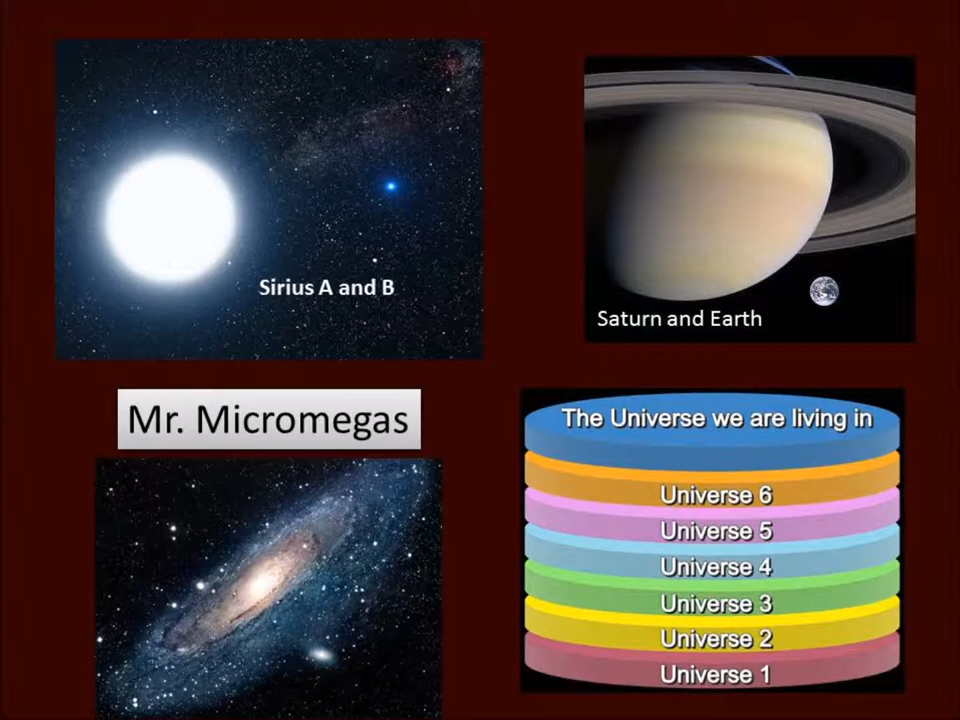 Sirius A and B
Saturn and Earth
Mr. Micromegas
The Universe we are living in
Universe 6
Universe 5
Universe 4
Universe 3
Universe 2
Universe 1